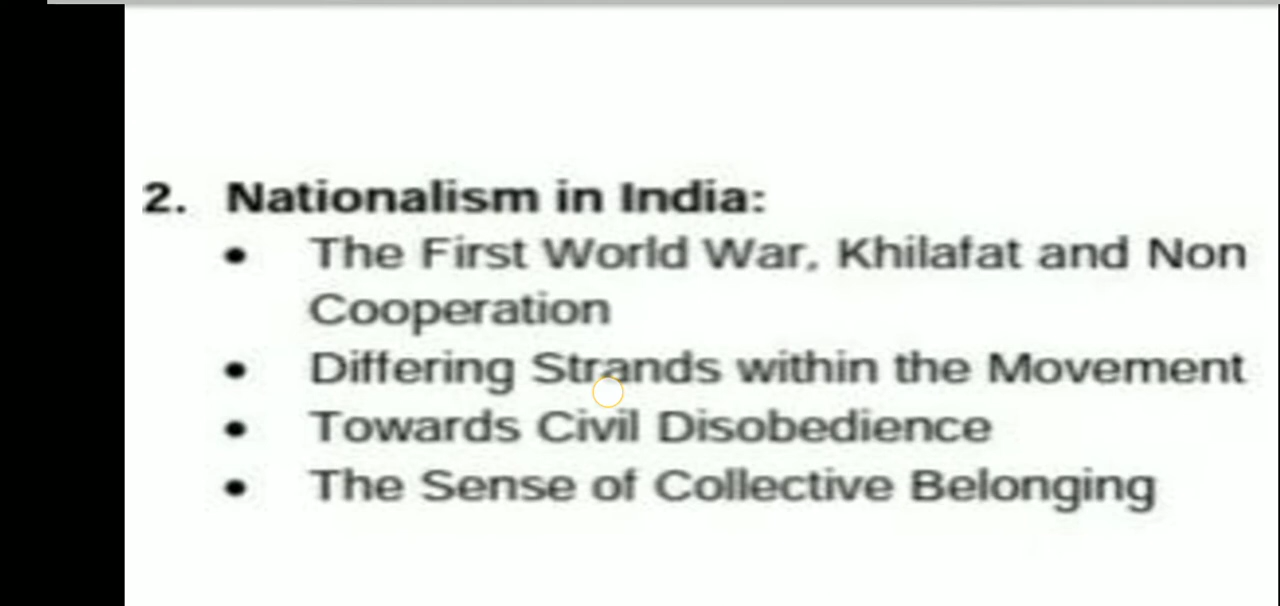 2. Nationalism in India:
• The First World War, Khilafat and Non
Cooperation
• Differing Strands within the Movement
• Towards Civil Disobedience
• The Sense of Collective Belonging